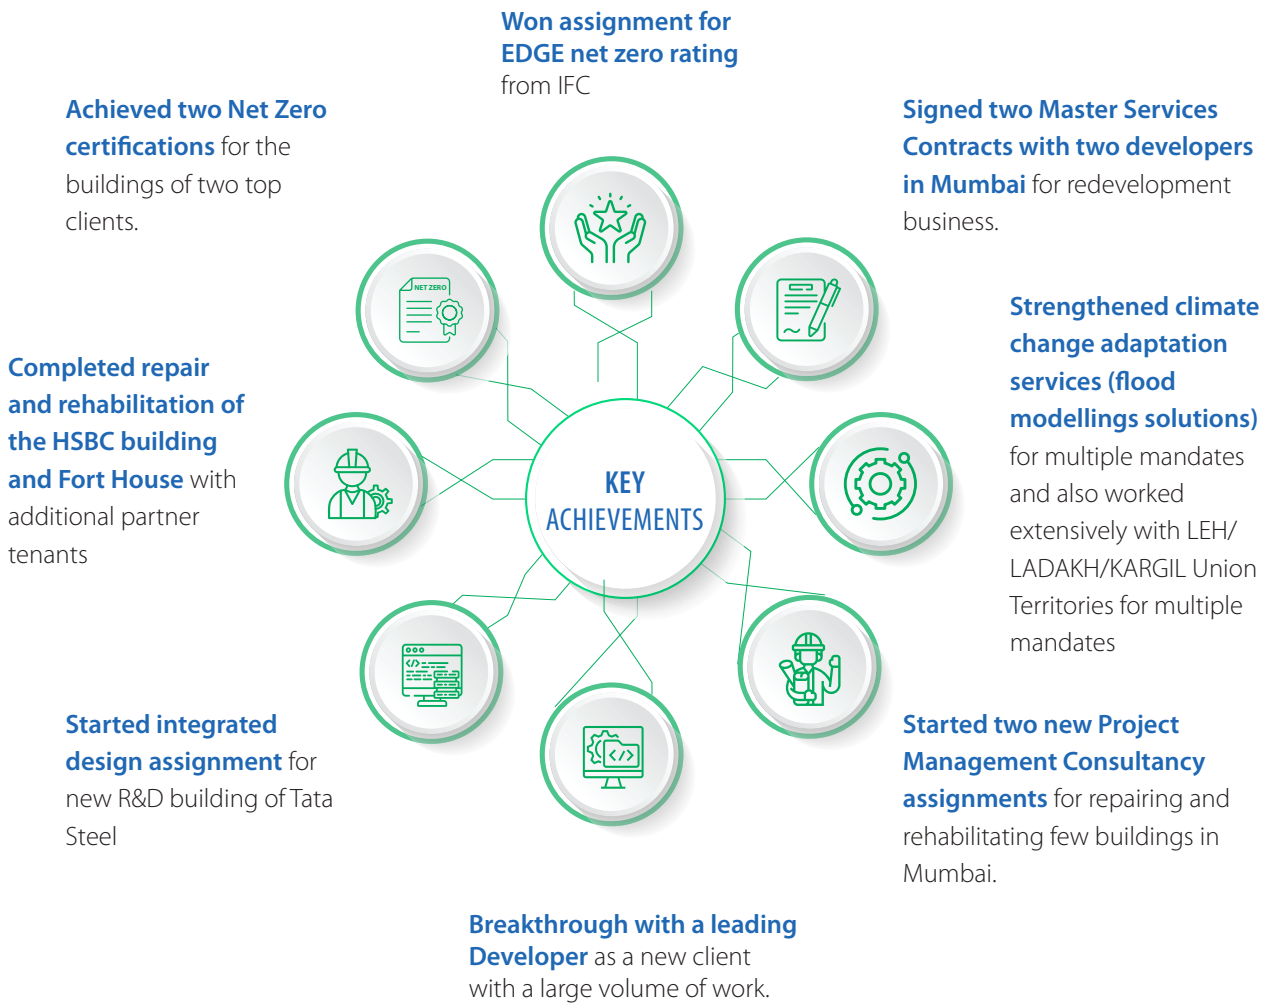 Won assignment for
EDGE net zero rating
from IFC
Achieved two Net Zero
certifications for the
buildings of two top
clients.
Signed two Master Services
Contracts with two developers
in Mumbai for redevelopment
business.
NET ZERO
Strengthened climate
change adaptation
services (flood
modellings solutions)
for multiple mandates
and also worked
extensively with LEH/
LADAKH/KARGIL Union
Territories for multiple
mandates
Completed repair
and rehabilitation of
the HSBC building
and Fort House with
additional partner
tenants
KEY
ACHIEVEMENTS
</>
</>
Started integrated
design assignment for
new R&D building of Tata
Steel
Started two new Project
Management Consultancy
assignments for repairing and
rehabilitating few buildings in
Mumbai.
Breakthrough with a leading
Developer as a new client
with a large volume of work.